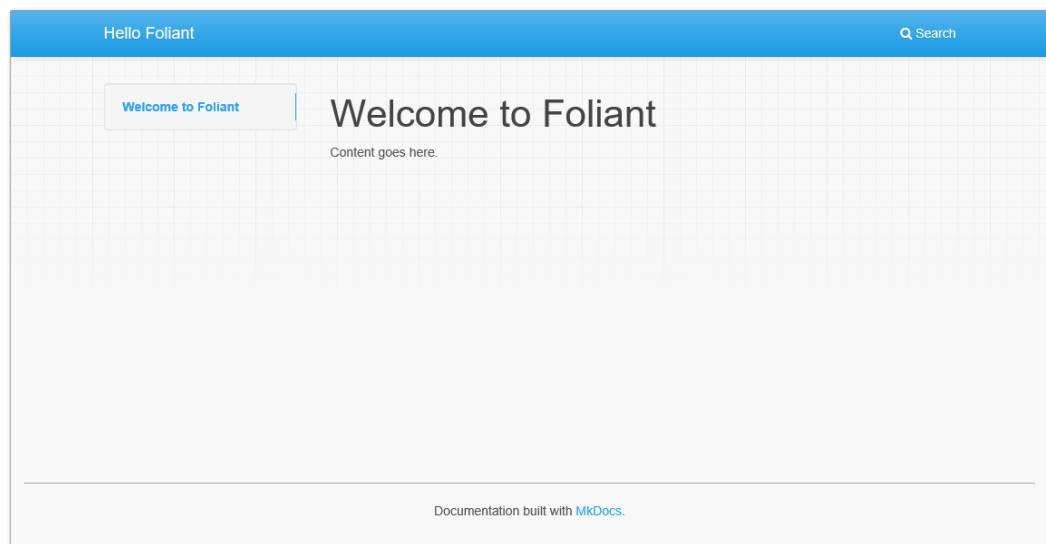 Hello Foliant
Search
Welcome to Foliant
Welcome to Foliant
Content goes here.
Documentation built with MkDocs.